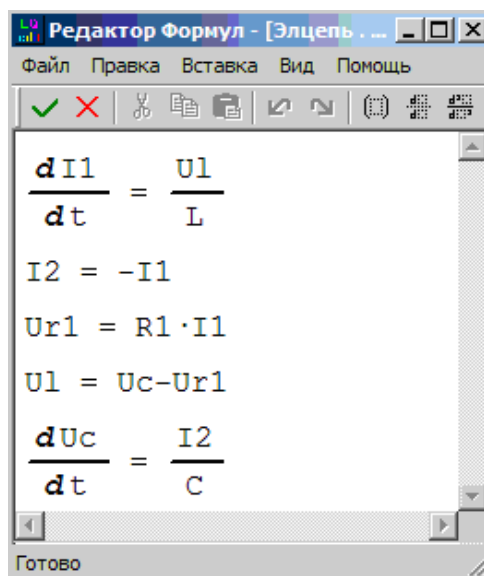 Редактор Формул - [Элцепь . ...
Файл Правка Вставка Вид Помощь
dI1/dt = Ul/L
I2 = -I1
Ur1 = R1·I1
Ul = Uc-Ur1
dUc/dt = I2/C
Готово